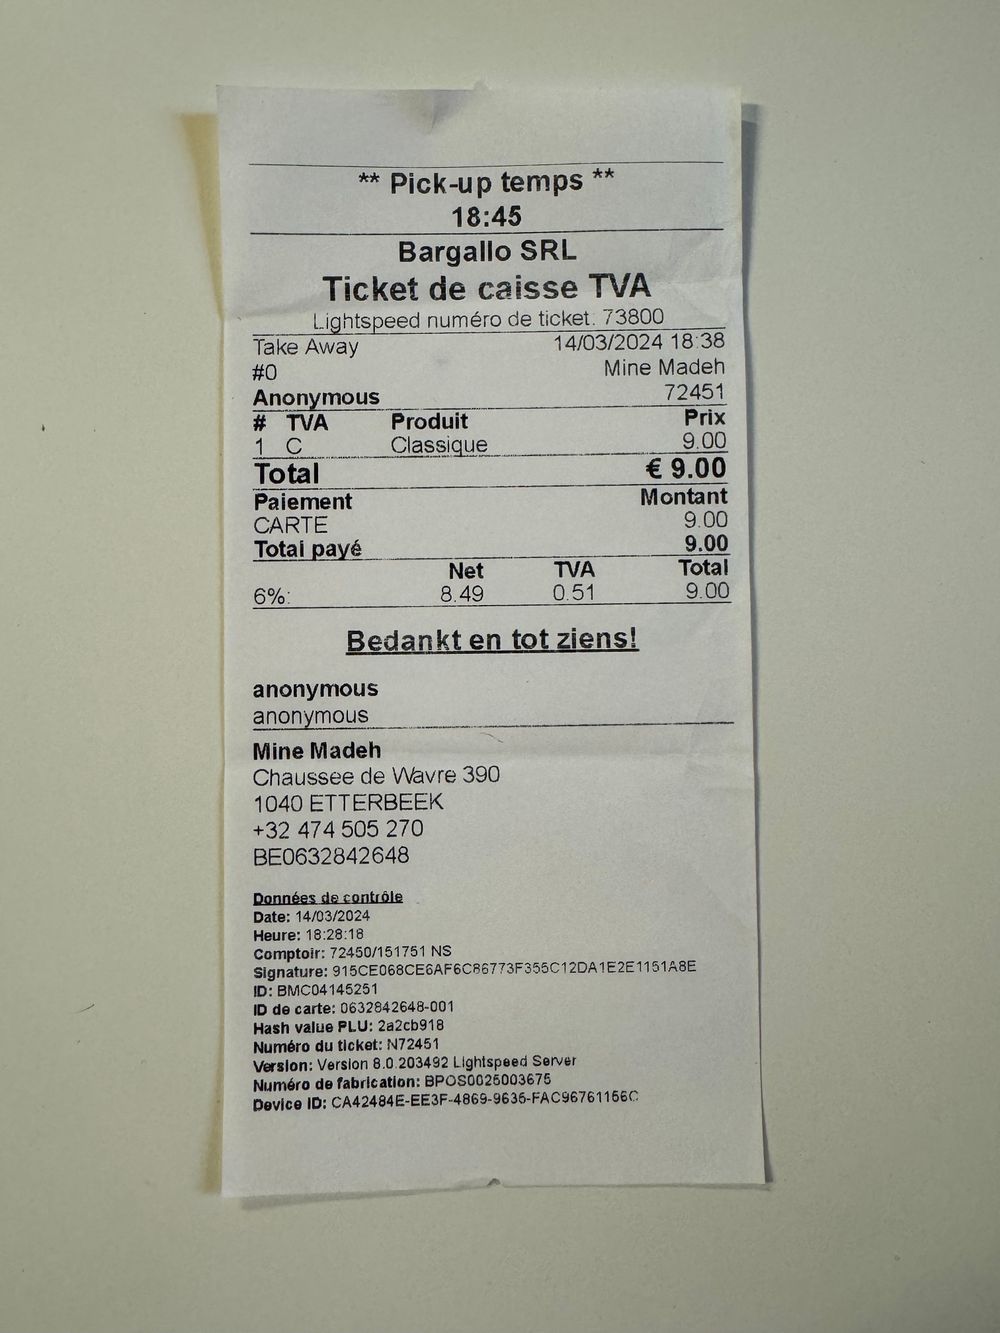 ** Pick-up temps **
18:45
Bargallo SRL
Ticket de caisse TVA
Lightspeed numéro de ticket: 73800
Take Away 14/03/2024 18:38
#0 Mine Madeh
Anonymous 72451
# TVA Produit Prix
1 C Classique 9.00
Total € 9.00
Paiement Montant
CARTE 9.00
Total payé 9.00
Net TVA Total
6%: 8.49 0.51 9.00
Bedankt en tot ziens!
anonymous
anonymous
Mine Madeh
Chaussee de Wavre 390
1040 ETTERBEEK
+32 474 505 270
BE0632842648
Données de contrôle
Date: 14/03/2024
Heure: 18:28:18
Comptoir: 72450/151751 NS
Signature: 915CE068CE6AF6C86773F355C12DA1E2E1151A8E
ID: BMC04145251
ID de carte: 0632842648-001
Hash value PLU: 2a2cb918
Numéro du ticket: N72451
Version: Version 8.0.203492 Lightspeed Server
Numéro de fabrication: BPOS0025003675
Device ID: CA42484E-EE3F-4869-9635-FAC96761156C